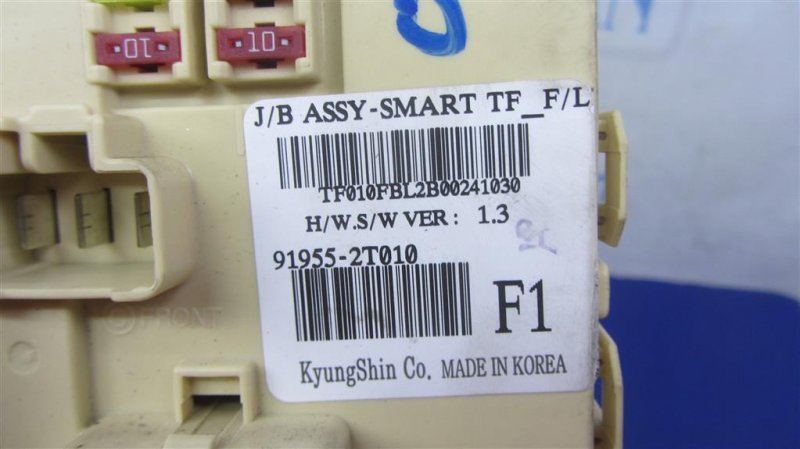 10 10
J/B ASSY-SMART TF_F/L
TF010FBL2B00241030
H/W.S/W VER : 1.3
91955-2T010
F1
KyungShin Co. MADE IN KOREA
FRONT